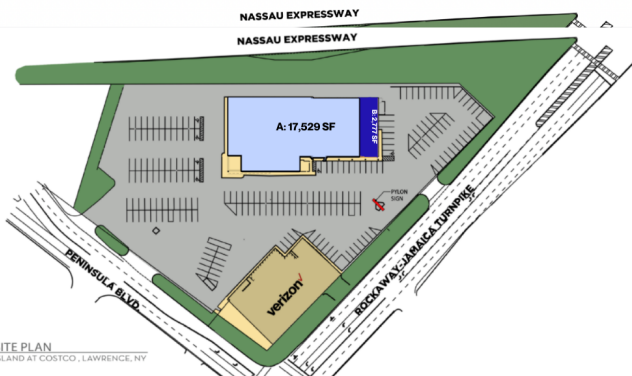 NASSAU EXPRESSWAY
NASSAU EXPRESSWAY
A: 17,529 SF
B: 2,777 SF
PYLON
SIGN
ROCKAWAY-JAMAICA TURNPIKE
PENINSULA BLVD.
verizon
ITE PLAN
SLAND AT COSTCO , LAWRENCE, NY